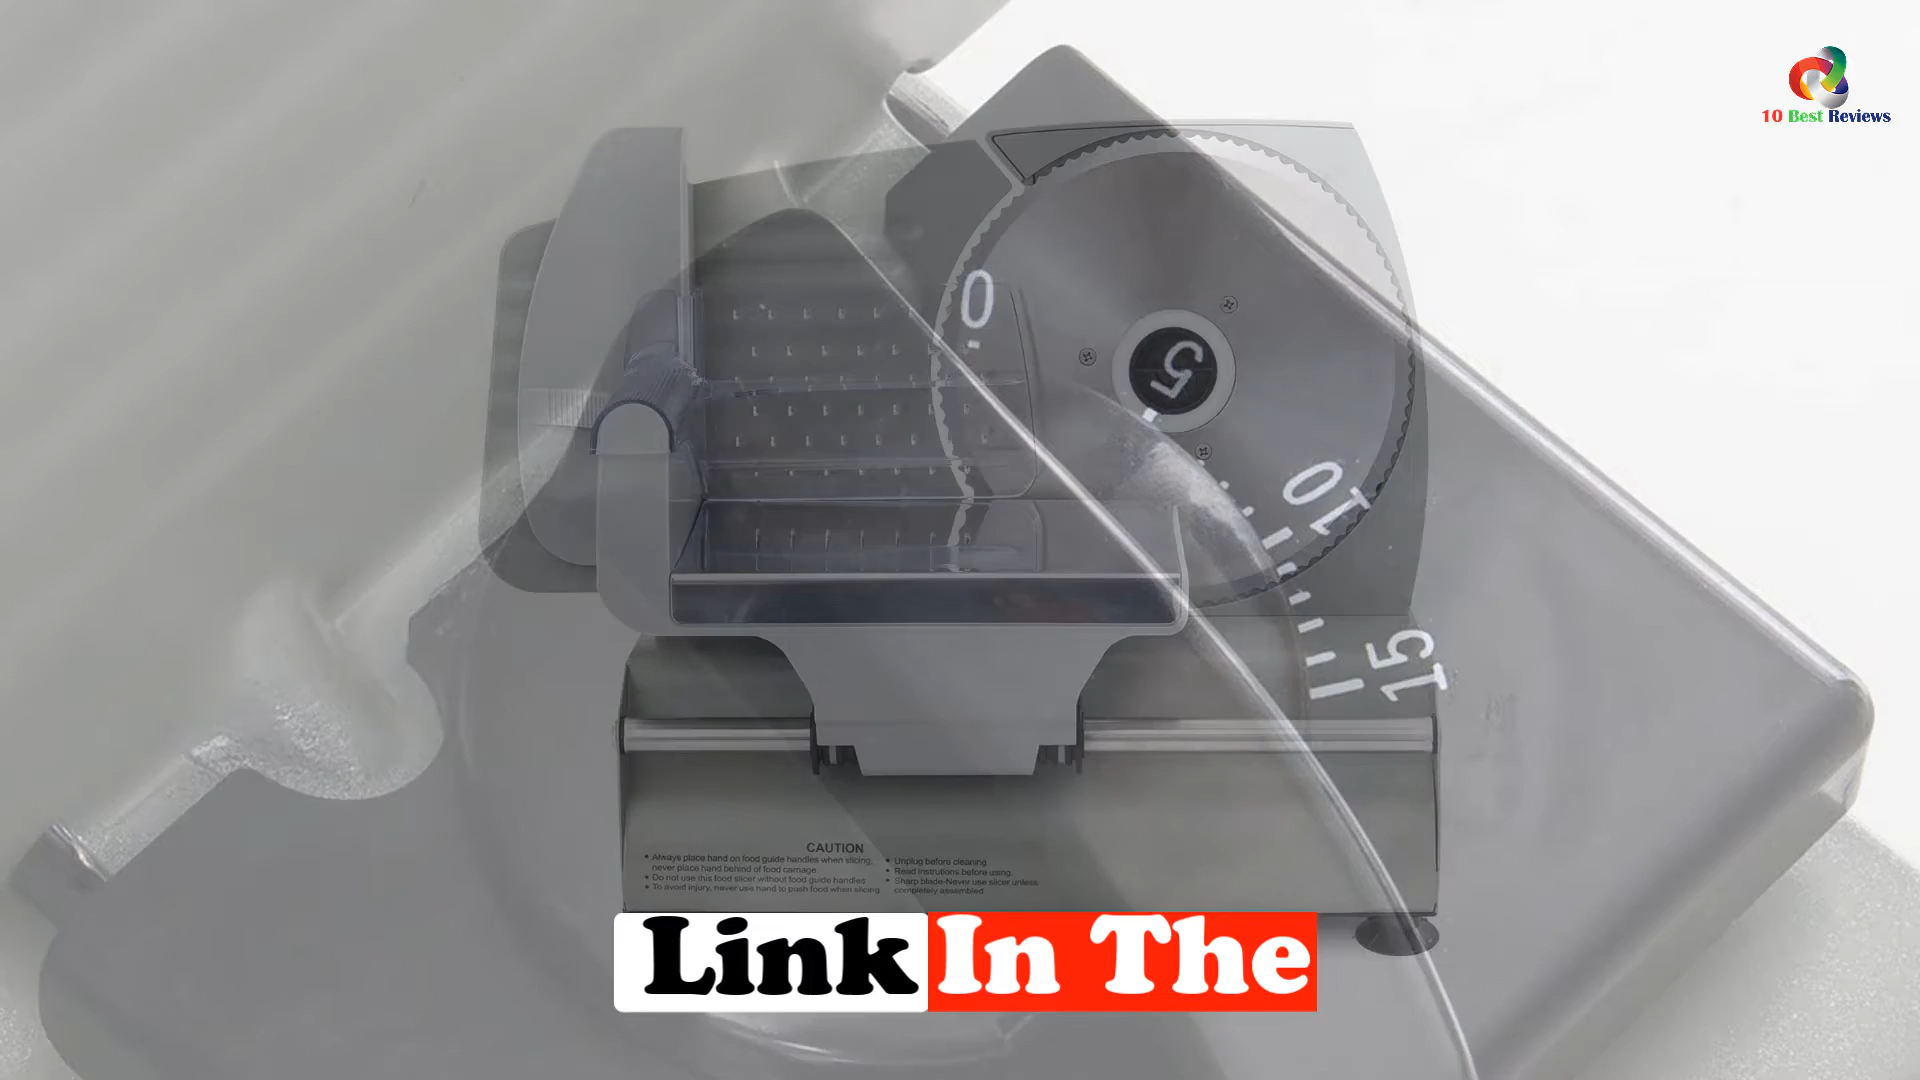 10 Best Reviews
0
5
10
15
CAUTION
• Always place hand on food guide handles when slicing,
never place hand behind of food carriage.
• Do not use this food slicer without food guide handles
• To avoid injury, never use hand to push food when slicing
• Unplug before cleaning
• Read instrutions before using.
• Sharp blade-Never use slicer unless
completely assembled
Link In The